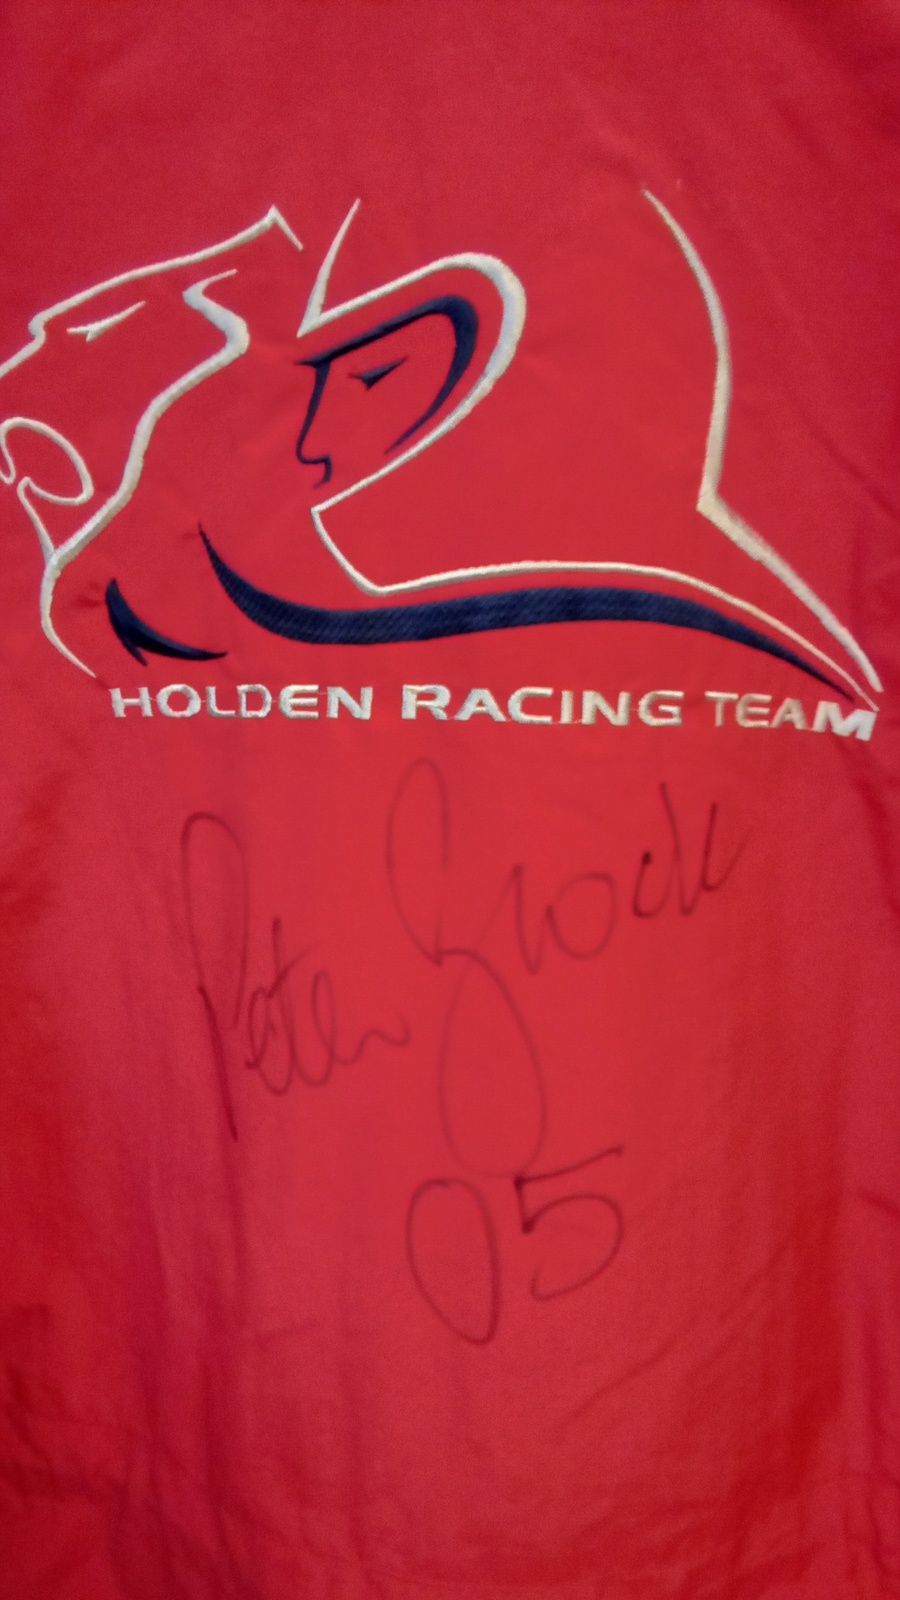 HOLDEN RACING TEAM
Peter Brock
05